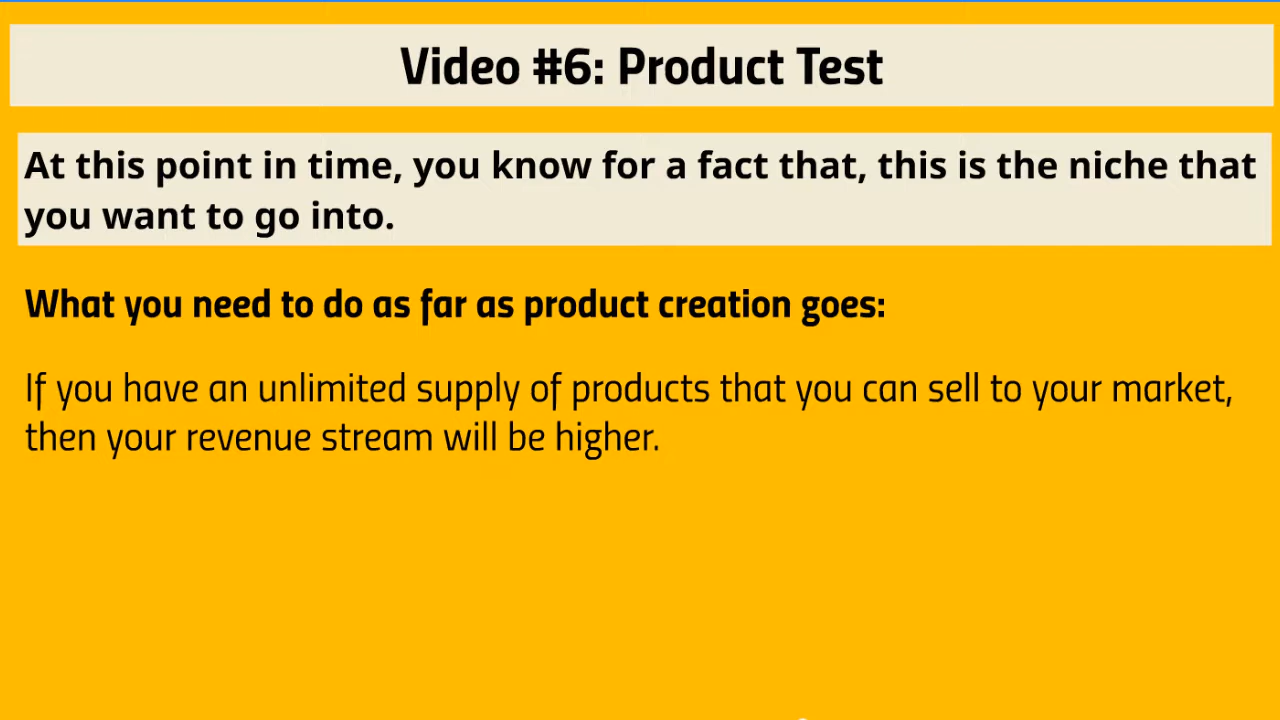 Video #6: Product Test
At this point in time, you know for a fact that, this is the niche that
you want to go into.
What you need to do as far as product creation goes:
If you have an unlimited supply of products that you can sell to your market,
then your revenue stream will be higher.